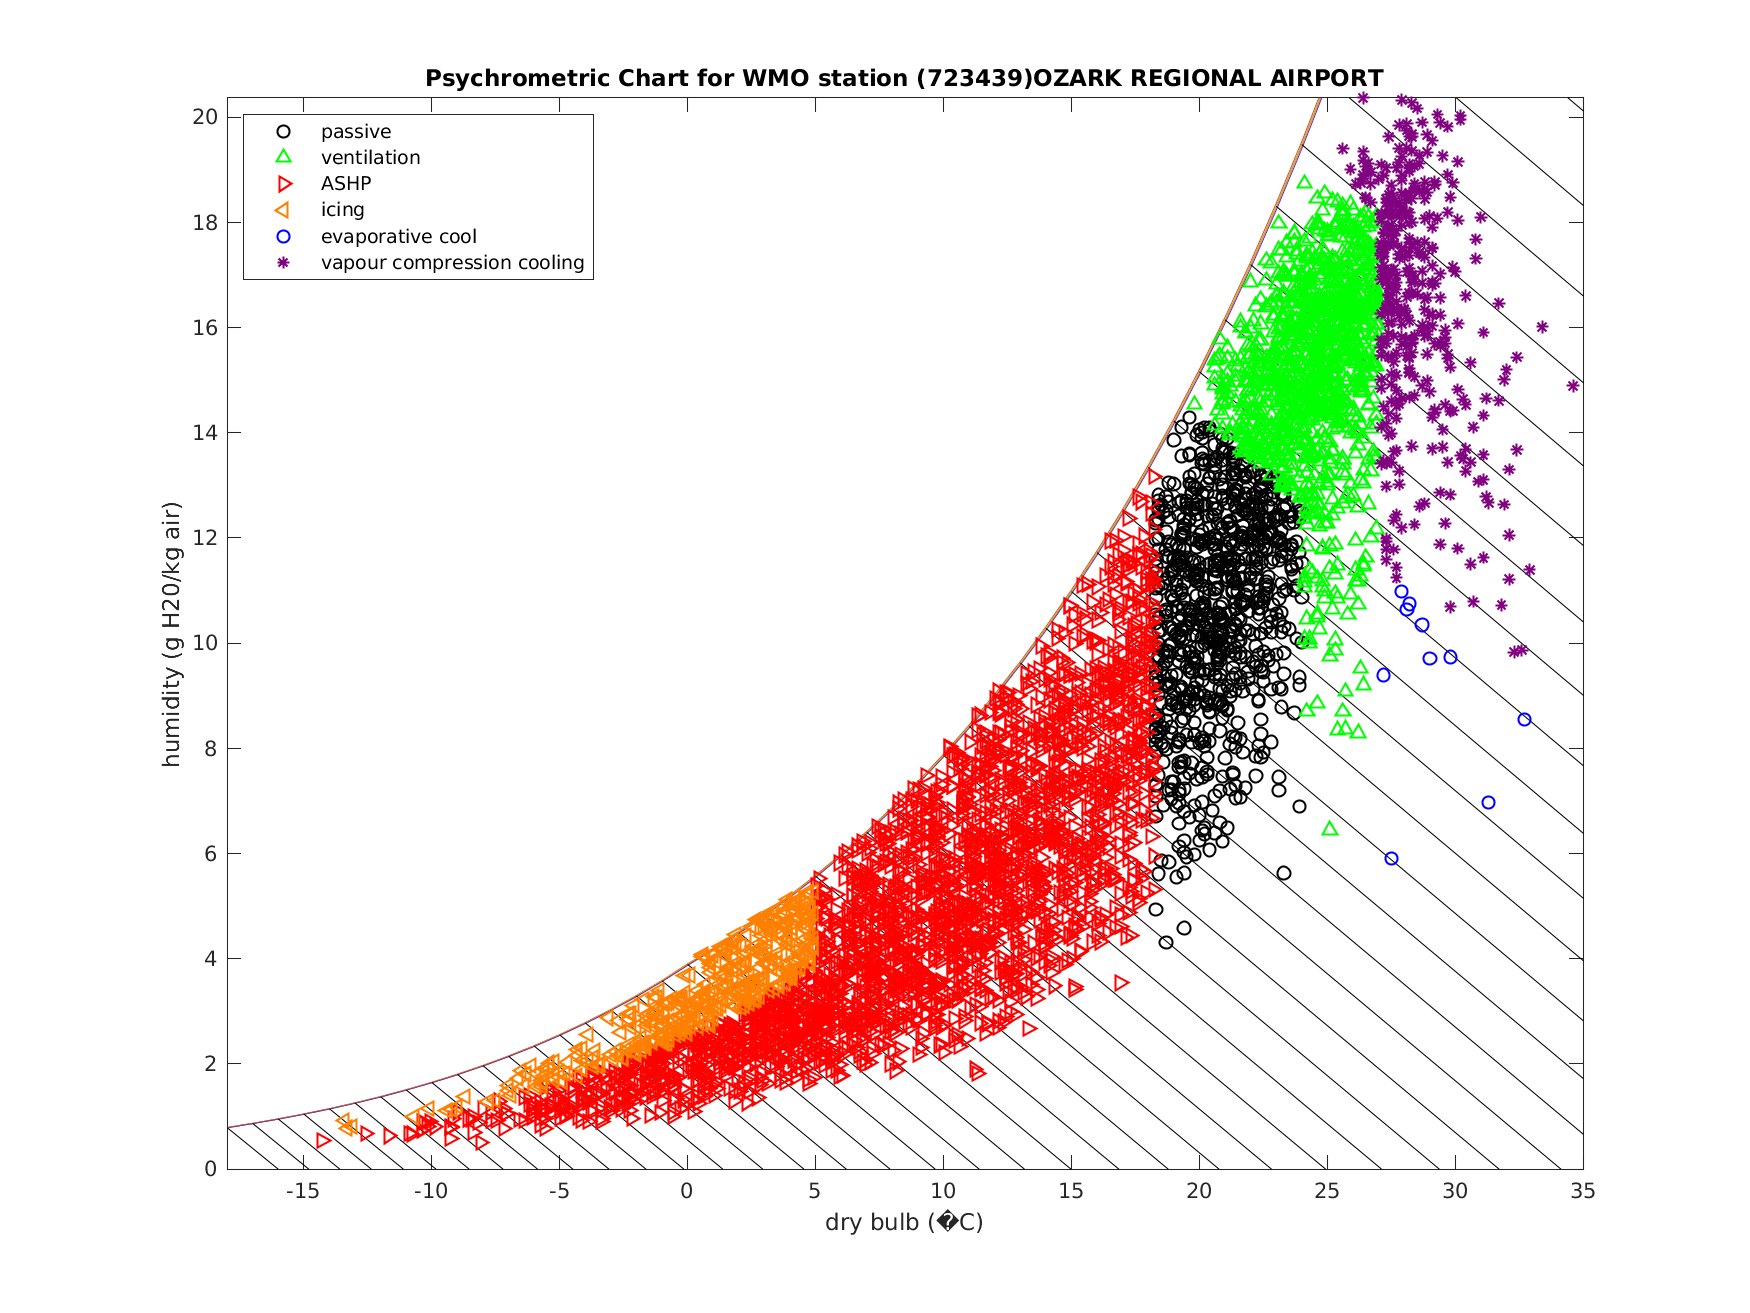 Psychrometric Chart for WMO station (723439)OZARK REGIONAL AIRPORT
passive
ventilation
ASHP
icing
evaporative cool
vapour compression cooling
humidity (g H20/kg air)
20
18
16
14
12
10
8
6
4
2
0
-15 -10 -5 0 5 10 15 20 25 30 35
dry bulb (�C)